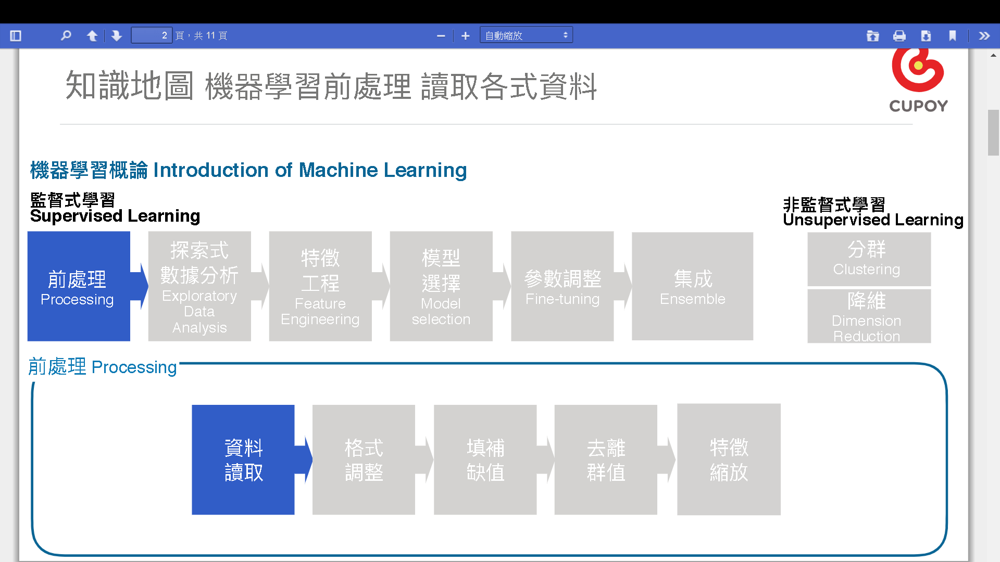 2 頁,共 11 頁
自動縮放
知識地圖 機器學習前處理 讀取各式資料
CUPOY
機器學習概論 Introduction of Machine Learning
監督式學習
Supervised Learning
非監督式學習
Unsupervised Learning
前處理
Processing
探索式
數據分析
Exploratory
Data
Analysis
特徵
工程
Feature
Engineering
模型
選擇
Model
selection
參數調整
Fine-tuning
集成
Ensemble
分群
Clustering
降維
Dimension
Reduction
前處理 Processing
資料
讀取
格式
調整
填補
缺值
去離
群值
特徵
縮放